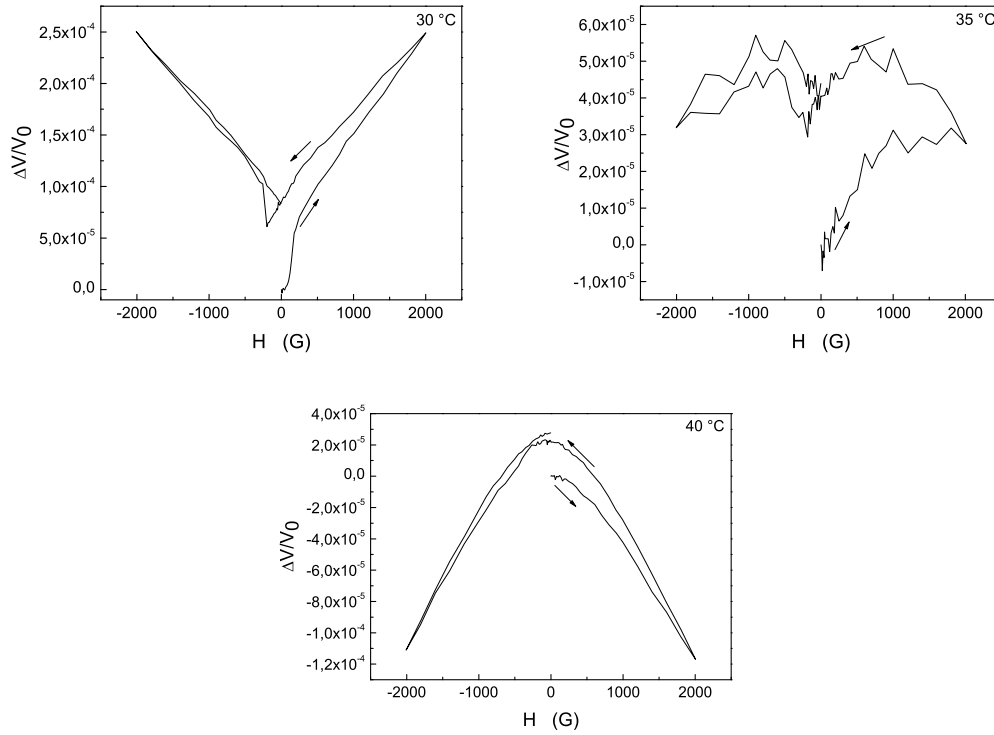 30 °C
ΔV/V0
2,5x10-4
2,0x10-4
1,5x10-4
1,0x10-4
5,0x10-5
0,0
-2000 -1000 0 1000 2000
H (G)
35 °C
ΔV/V0
6,0x10-5
5,0x10-5
4,0x10-5
3,0x10-5
2,0x10-5
1,0x10-5
0,0
-1,0x10-5
-2000 -1000 0 1000 2000
H (G)
40 °C
ΔV/V0
4,0x10-5
2,0x10-5
0,0
-2,0x10-5
-4,0x10-5
-6,0x10-5
-8,0x10-5
-1,0x10-4
-1,2x10-4
-2000 -1000 0 1000 2000
H (G)